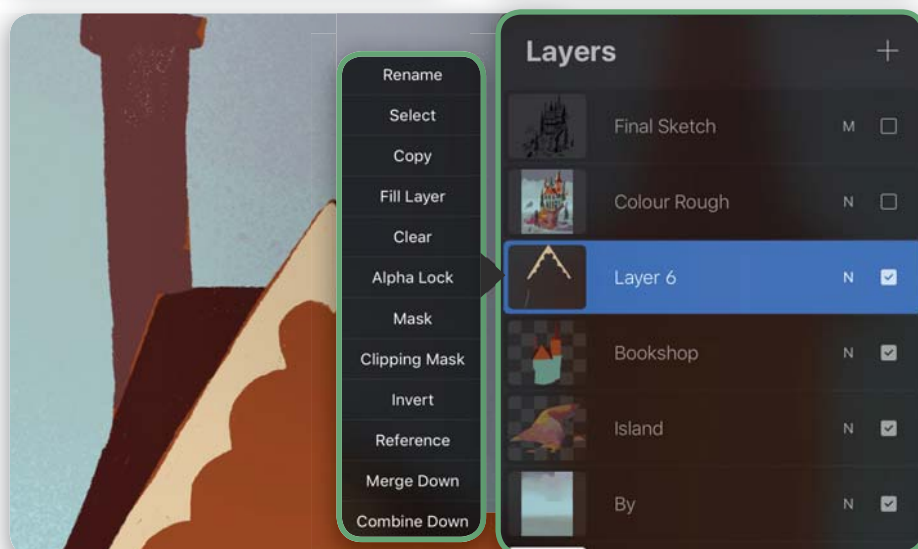 Rename
Select
Copy
Fill Layer
Clear
Alpha Lock
Mask
Clipping Mask
Invert
Reference
Merge Down
Combine Down
Layers +
Final Sketch M
Colour Rough N
Layer 6 N
Bookshop N
Island N
By N